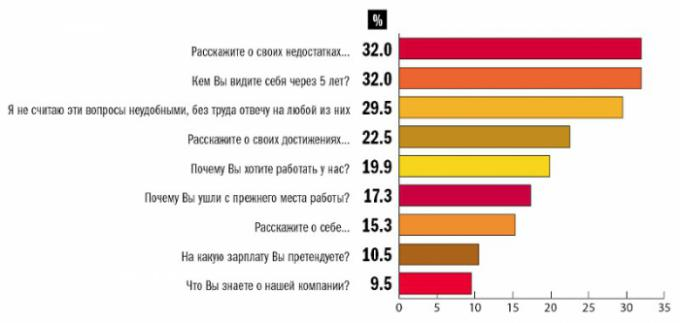 %
Расскажите о своих недостатках... 32.0
Кем Вы видите себя через 5 лет? 32.0
Я не считаю эти вопросы неудобными, без труда отвечу на любой из них 29.5
Расскажите о своих достижениях... 22.5
Почему Вы хотите работать у нас? 19.9
Почему Вы ушли с прежнего места работы? 17.3
Расскажите о себе... 15.3
На какую зарплату Вы претендуете? 10.5
Что Вы знаете о нашей компании? 9.5
0 5 10 15 20 25 30 35